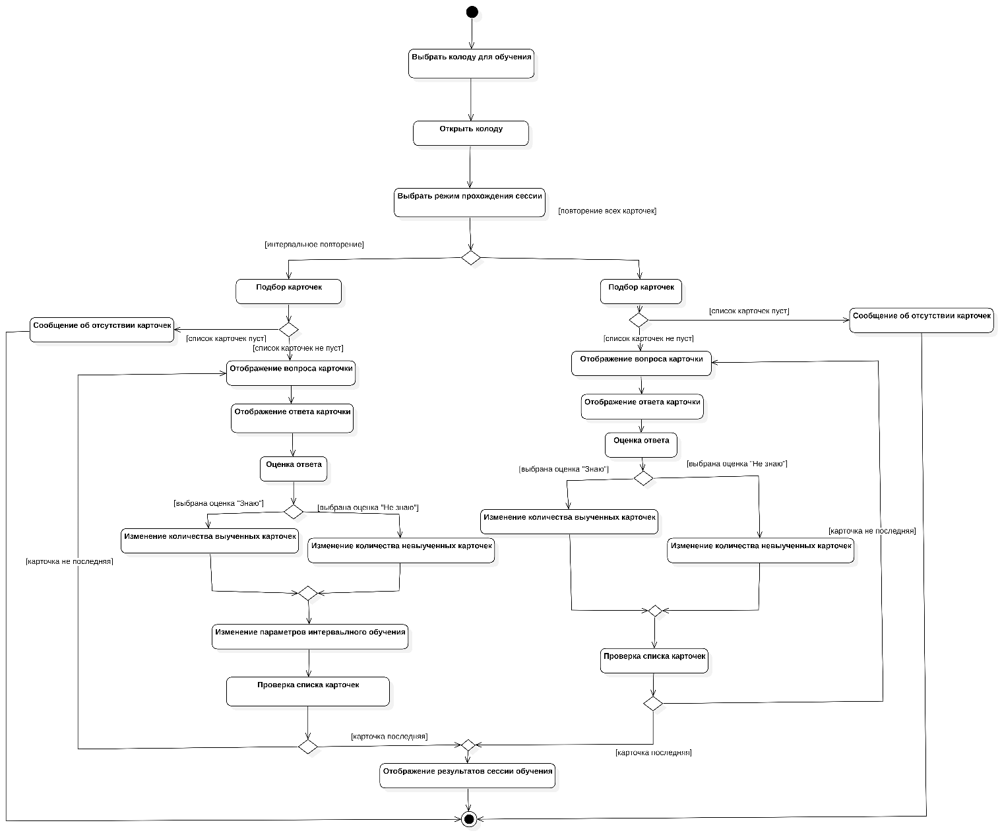 Выбрать колоду для обучения
Открыть колоду
Выбрать режим прохождения сессии
[повторение всех карточек]
[интервальное повторение]
Подбор карточек
Подбор карточек
[список карточек пуст]
Сообщение об отсутствии карточек
Сообщение об отсутствии карточек
[список карточек пуст]
[список карточек не пуст]
[список карточек не пуст]
Отображение вопроса карточки
Отображение вопроса карточки
Отображение ответа карточки
Отображение ответа карточки
Оценка ответа
Оценка ответа
[выбрана оценка "Знаю"]
[выбрана оценка "Не знаю"]
[выбрана оценка "Знаю"]
[выбрана оценка "Не знаю"]
Изменение количества выученных карточек
Изменение количества невыученных карточек
Изменение количества выученных карточек
Изменение количества невыученных карточек
[карточка не последняя]
[карточка не последняя]
Изменение параметров интерваьлного обучения
Проверка списка карточек
Проверка списка карточек
[карточка последняя]
[карточка последняя]
Отображение результатов сессии обучения